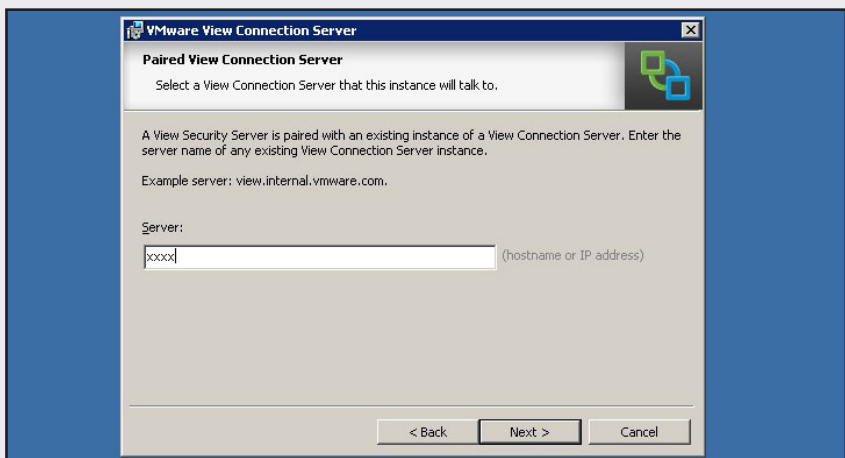 VMware View Connection Server
Paired View Connection Server
Select a View Connection Server that this instance will talk to.
A View Security Server is paired with an existing instance of a View Connection Server. Enter the
server name of any existing View Connection Server instance.
Example server: view.internal.vmware.com.
Server:
xxxx (hostname or IP address)
< Back Next > Cancel